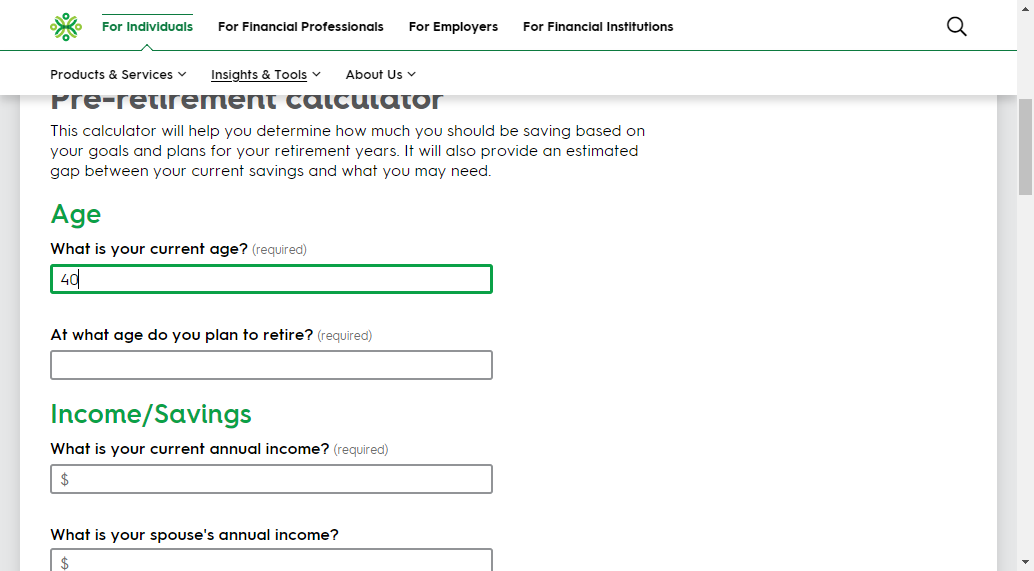 For Individuals
For Financial Professionals
For Employers
For Financial Institutions
Products & Services
Insights & Tools
About Us
Pre-retirement calculator
This calculator will help you determine how much you should be saving based on
your goals and plans for your retirement years. It will also provide an estimated
gap between your current savings and what you may need.
Age
What is your current age? (required)
40
At what age do you plan to retire? (required)
Income/Savings
What is your current annual income? (required)
$
What is your spouse's annual income?
$